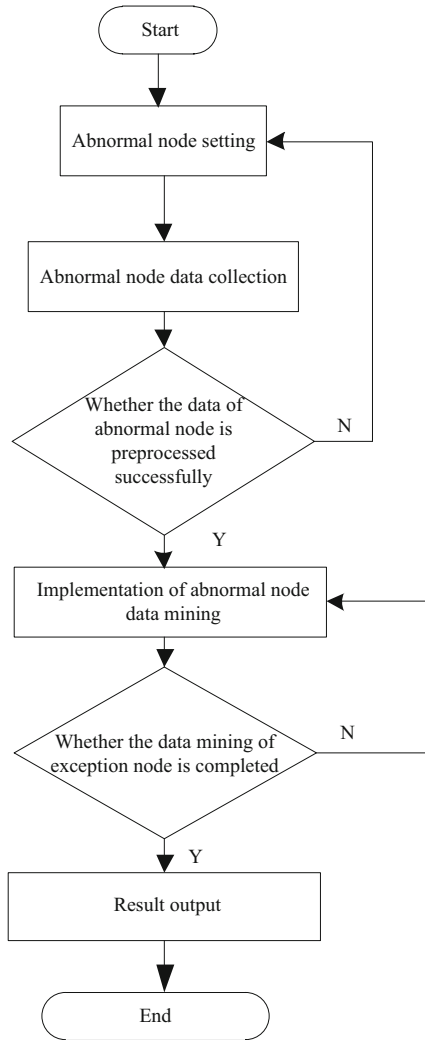 Start
Abnormal node setting
Abnormal node data collection
Whether the data of
abnormal node is
preprocessed
successfully
N
Y
Implementation of abnormal node
data mining
Whether the data mining of
exception node is completed
N
Y
Result output
End